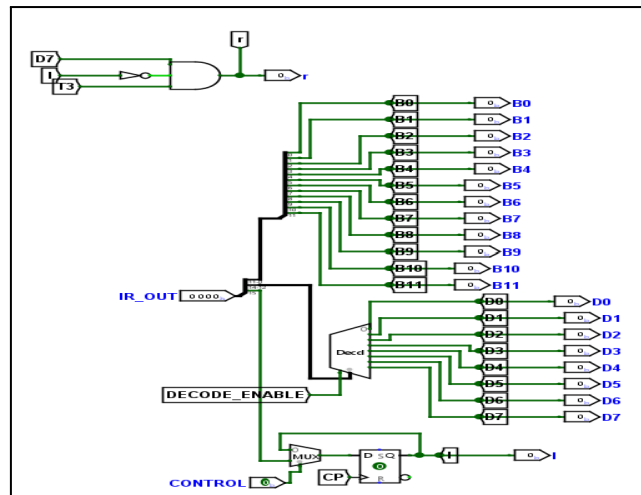 r
D7
I
T3
0 r
B0 0 B0
B1 0 B1
B2 0 B2
B3 0 B3
B4 0 B4
B5 0 B5
B6 0 B6
B7 0 B7
B8 0 B8
B9 0 B9
B10 0 B10
B11 0 B11
IR_OUT 0000
D0 0 D0
D1 0 D1
D2 0 D2
Decd D3 0 D3
D4 0 D4
D5 0 D5
DECODE_ENABLE D6 0 D6
D7 0 D7
MUX D S Q I 0 I
0
R
CP
CONTROL 0